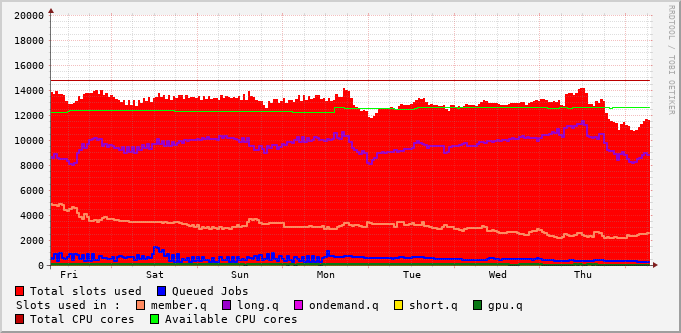 20000
18000
16000
14000
12000
10000
8000
6000
4000
2000
0
Fri Sat Sun Mon Tue Wed Thu
RRDTOOL / TOBI OETIKER
Total slots used Queued Jobs
Slots used in : member.q long.q ondemand.q short.q gpu.q
Total CPU cores Available CPU cores